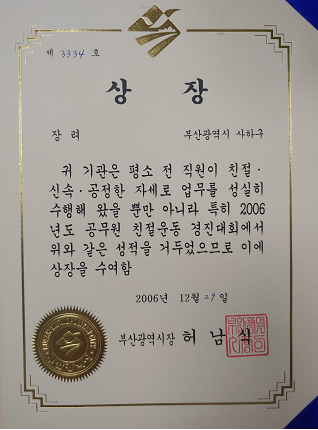 제 3334 호
상 장
장 려 부산광역시 사하구
귀 기관은 평소 전 직원이 친절·
신속·공정한 자세로 업무를 성실히
수행해 왔을 뿐만 아니라 특히 2006
년도 공무원 친절운동 경진대회에서
위와 같은 성적을 거두었으므로 이에
상장을 수여함
2006년 12월 29일
부산광역시장 허 남 식